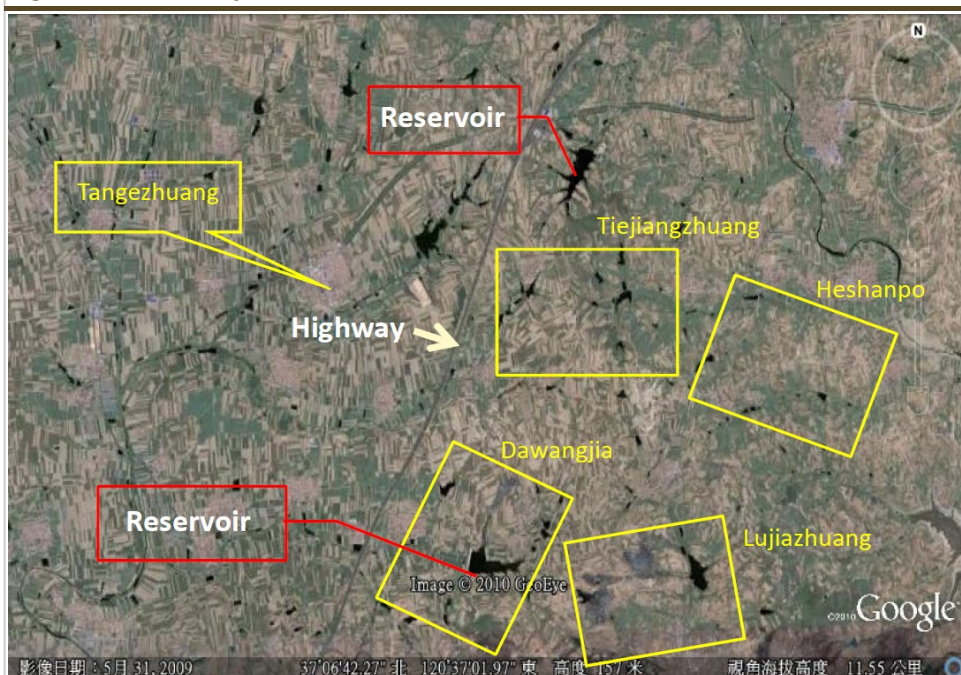 Reservoir
Tangezhuang
Tiejiangzhuang
Heshanpo
Highway
Dawangjia
Reservoir
Lujiazhuang
Image © 2010 GeoEye
©2010 Google
影像日期：5月 31, 2009
37°06'42.27" 北 120°37'01.97" 東 高度 157 米
視角海拔高度 11.55 公里
N